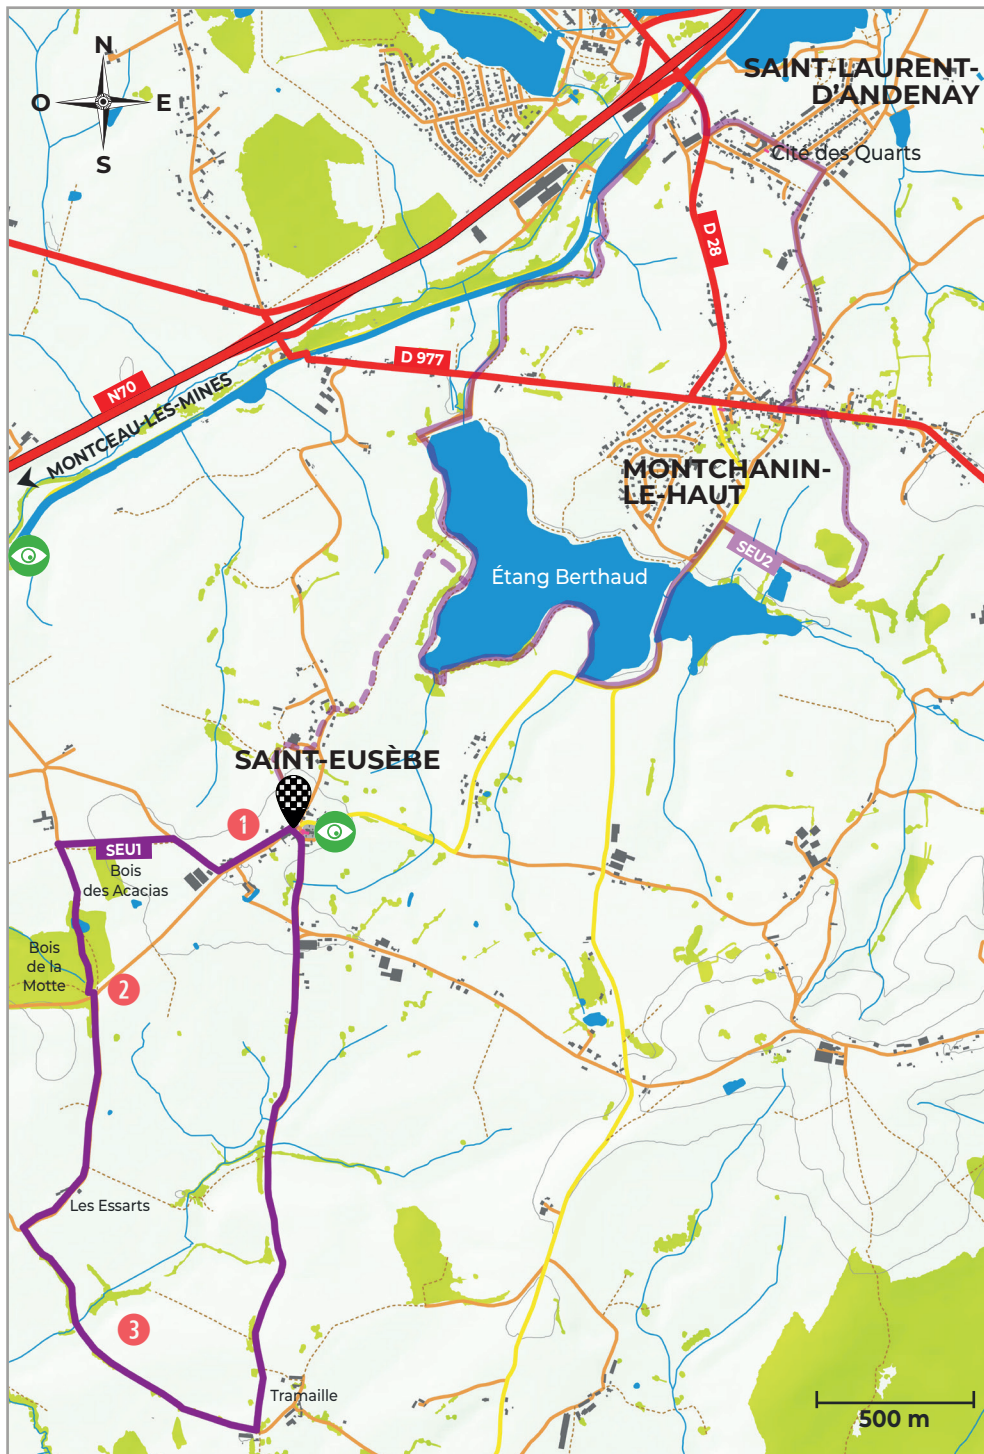 N
O
E
S
SAINT-LAURENT-
D'ANDENAY
Cité des Quarts
D 28
D 977
N70
MONTCEAU-LES-MINES
MONTCHANIN-
LE-HAUT
SEU2
Étang Berthaud
SAINT-EUSÈBE
1
SEU1
Bois
des Acacias
Bois
de la
Motte
2
Les Essarts
3
Tramaille
500 m